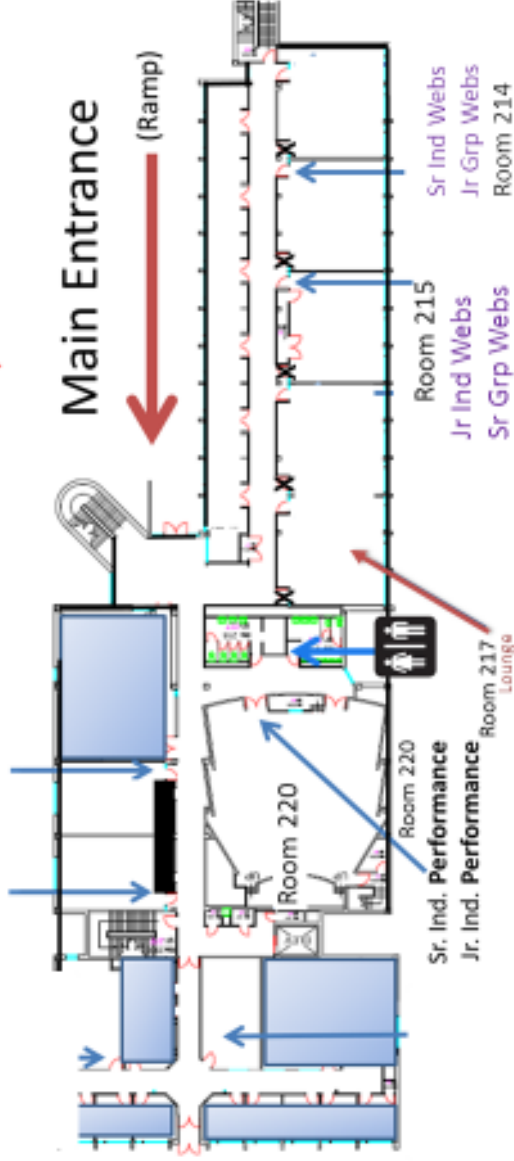 Main Entrance
(Ramp)
Sr Ind Webs
Jr Grp Webs
Room 214
Room 215
Jr Ind Webs
Sr Grp Webs
Room 217
Lounge
Room 220
Room 220
Sr. Ind. Performance
Jr. Ind. Performance